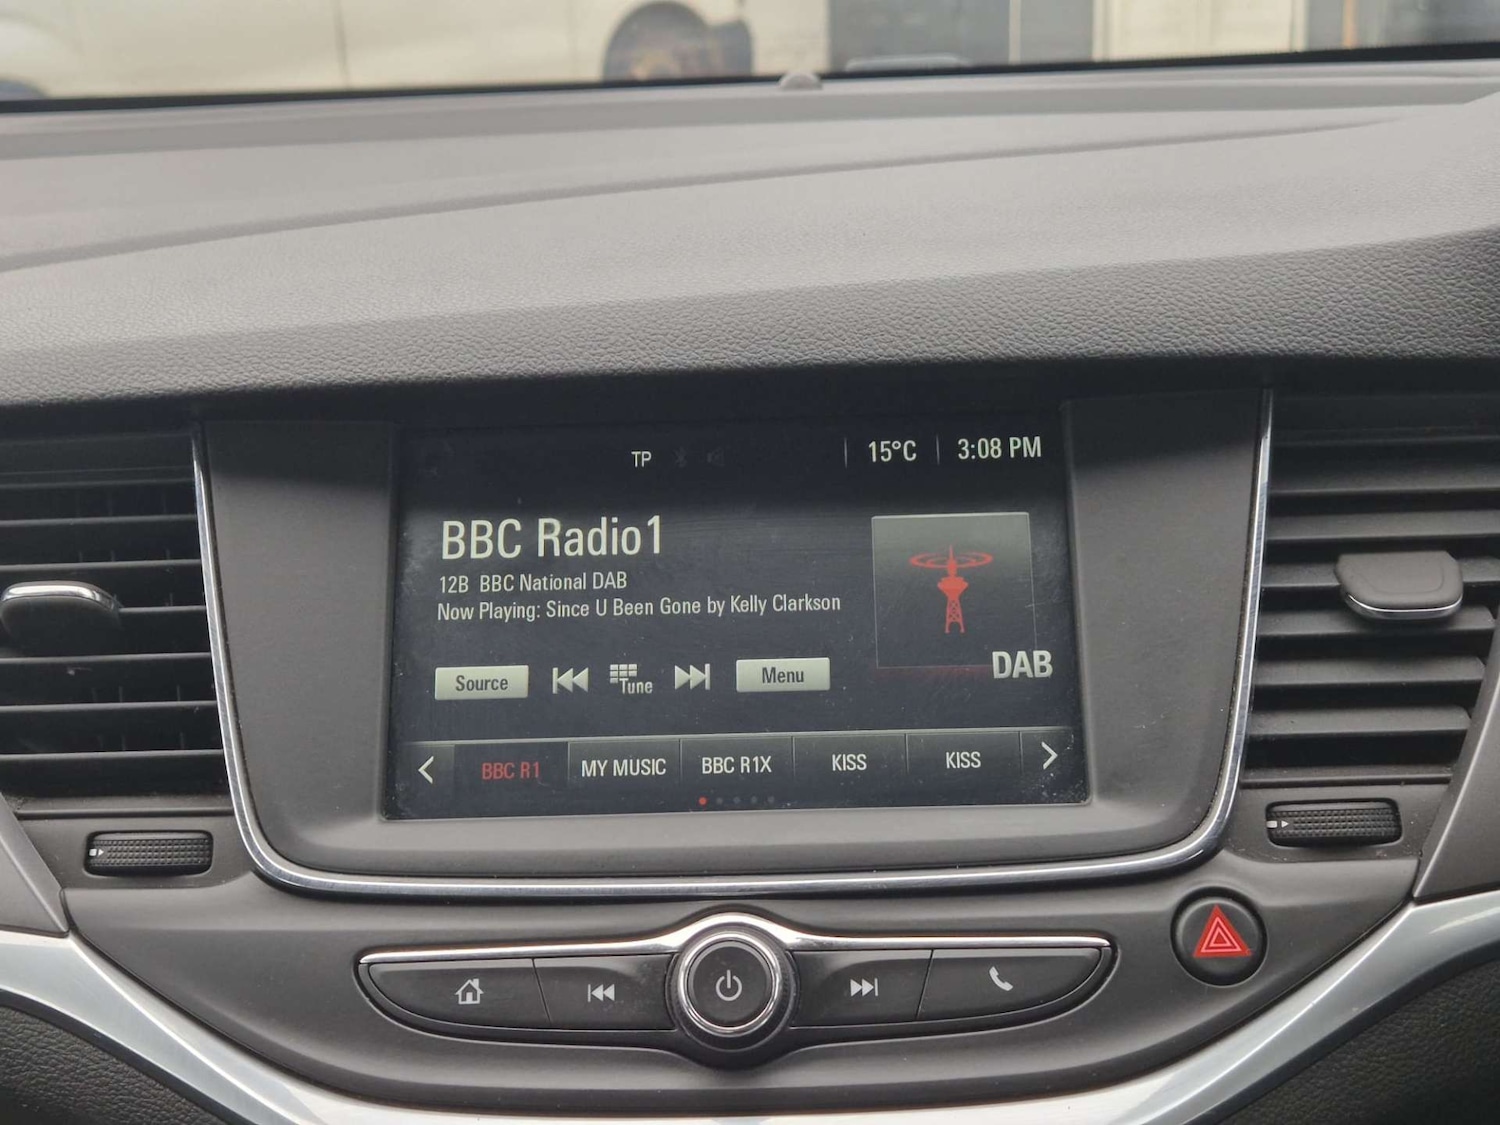 TP
15°C
3:08 PM
BBC Radio1
12B BBC National DAB
Now Playing: Since U Been Gone by Kelly Clarkson
DAB
Source
Tune
Menu
BBC R1
MY MUSIC
BBC R1X
KISS
KISS